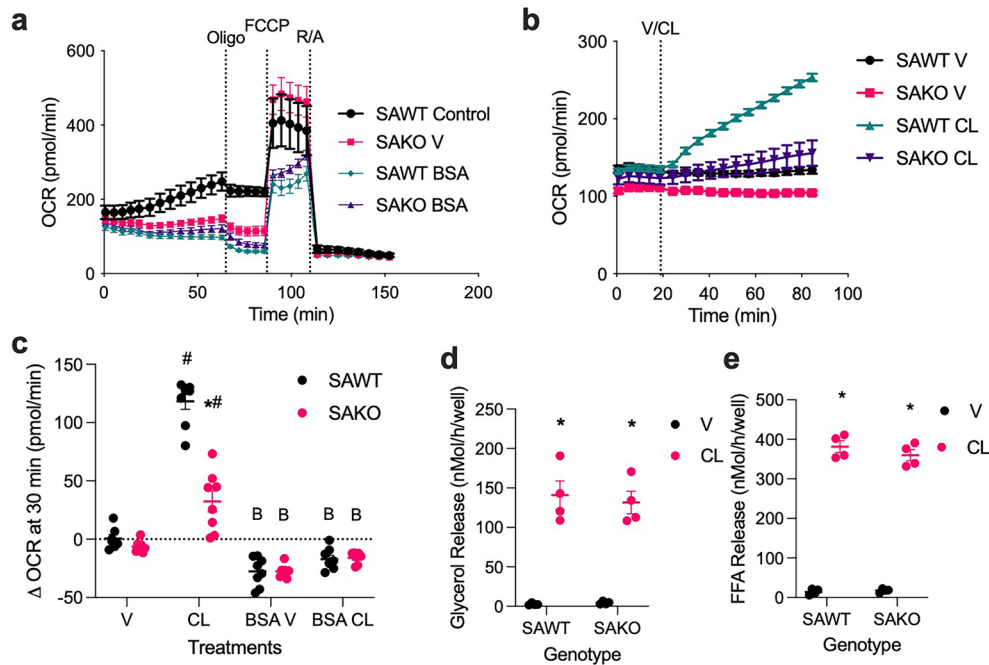 a
Oligo
FCCP
R/A
OCR (pmol/min)
600
400
200
0
0
50
100
150
200
Time (min)
SAWT Control
SAKO V
SAWT BSA
SAKO BSA
b
V/CL
OCR (pmol/min)
300
200
100
0
0
20
40
60
80
100
Time (min)
SAWT V
SAKO V
SAWT CL
SAKO CL
c
Δ OCR at 30 min (pmol/min)
150
100
50
0
-50
#
*#
B
B
B
B
SAWT
SAKO
V
CL
BSA V
BSA CL
Treatments
d
Glycerol Release (nMol/h/well)
250
200
150
100
50
0
*
*
V
CL
SAWT
SAKO
Genotype
e
FFA Release (nMol/h/well)
500
400
300
200
100
0
*
*
V
CL
SAWT
SAKO
Genotype